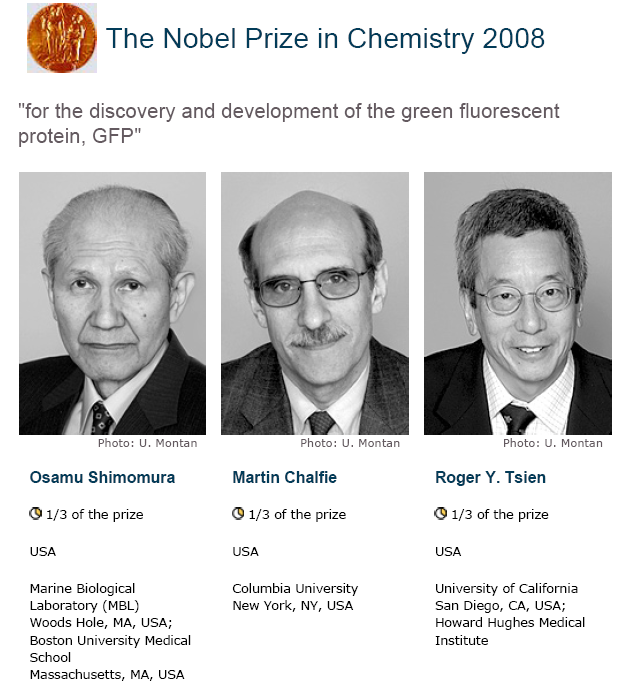 The Nobel Prize in Chemistry 2008
"for the discovery and development of the green fluorescent
protein, GFP"
Photo: U. Montan
Photo: U. Montan
Photo: U. Montan
Osamu Shimomura
1/3 of the prize
USA
Marine Biological
Laboratory (MBL)
Woods Hole, MA, USA;
Boston University Medical
School
Massachusetts, MA, USA
Martin Chalfie
1/3 of the prize
USA
Columbia University
New York, NY, USA
Roger Y. Tsien
1/3 of the prize
USA
University of California
San Diego, CA, USA;
Howard Hughes Medical
Institute